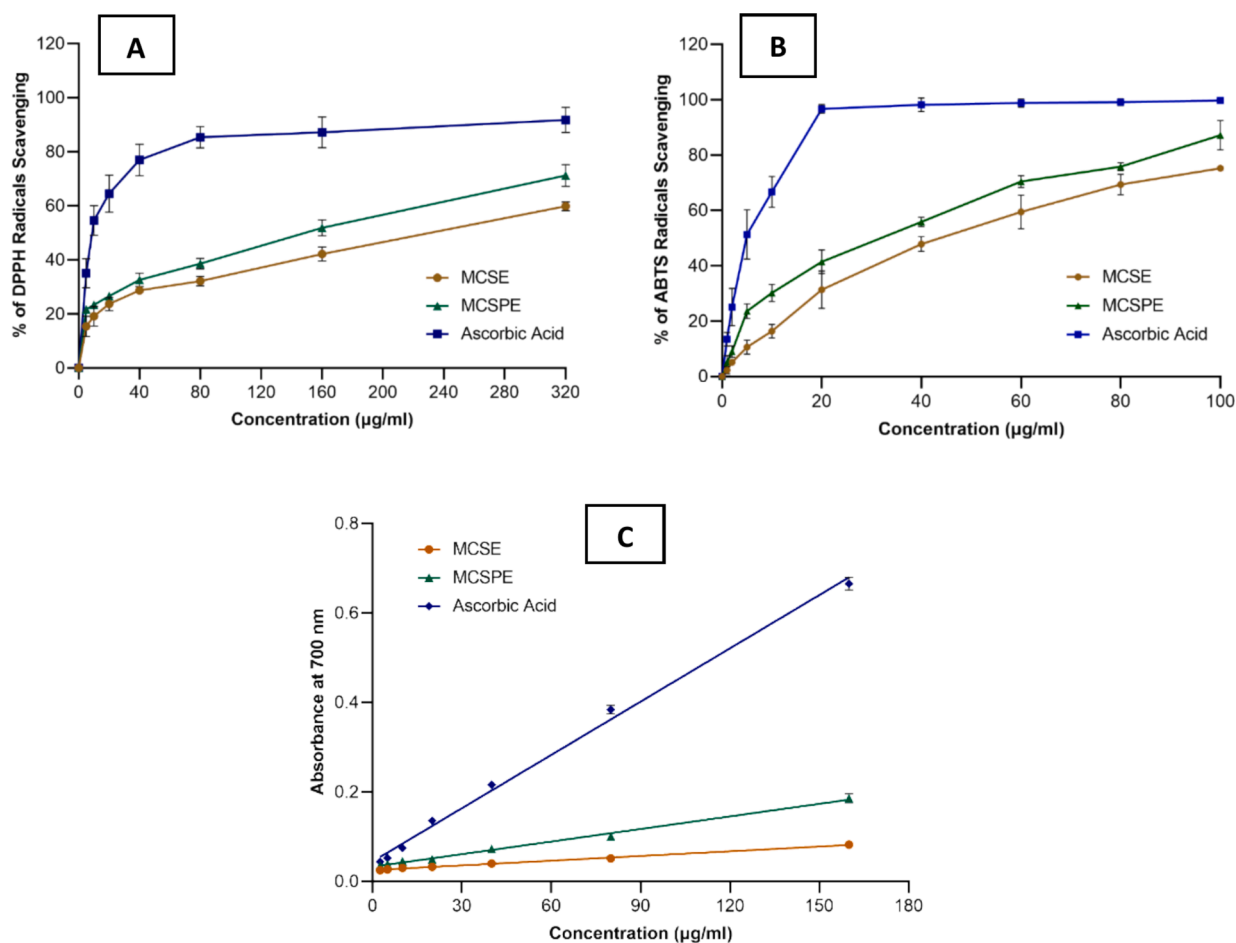 A
% of DPPH Radicals Scavenging
120
100
80
60
40
20
0
MCSE
MCSPE
Ascorbic Acid
0 40 80 120 160 200 240 280 320
Concentration (µg/ml)
B
% of ABTS Radicals Scavenging
120
100
80
60
40
20
0
MCSE
MCSPE
Ascorbic Acid
0 20 40 60 80 100
Concentration (µg/ml)
C
Absorbance at 700 nm
0.8
0.6
0.4
0.2
0.0
MCSE
MCSPE
Ascorbic Acid
0 30 60 90 120 150 180
Concentration (µg/ml)